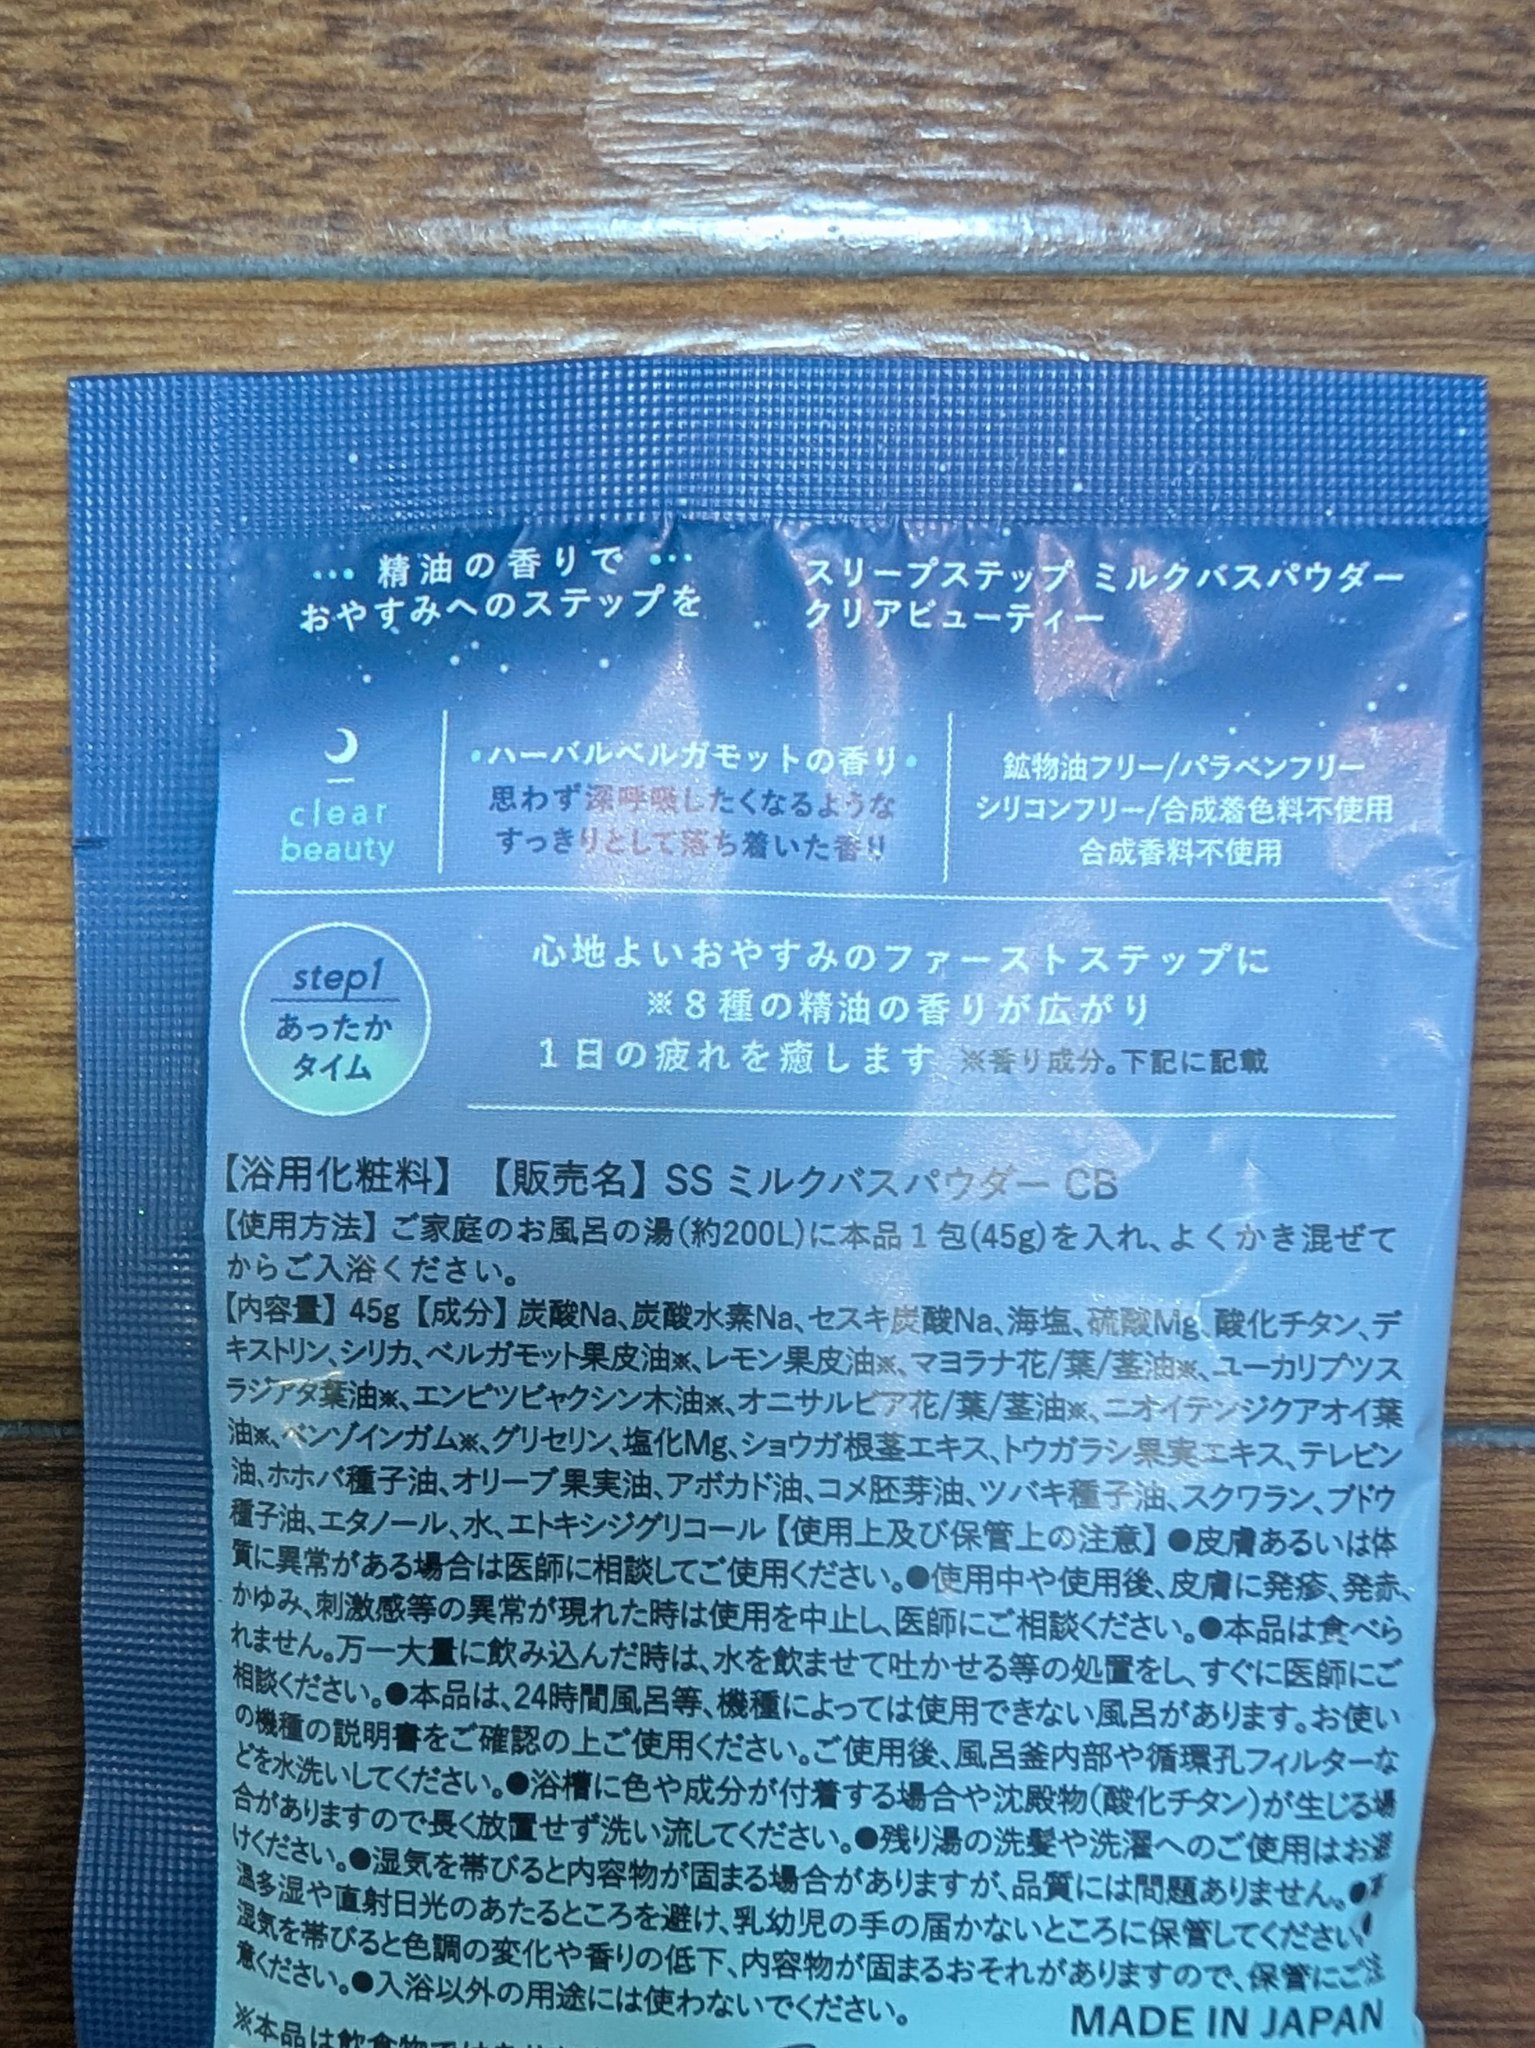 … 精油の香りで …
おやすみへのステップを
スリープステップ ミルクバスパウダー
クリアビューティー
clear
beauty
・ハーバルベルガモットの香り・
思わず深呼吸したくなるような
すっきりとして落ち着いた香り
鉱物油フリー/パラベンフリー
シリコンフリー/合成着色料不使用
合成香料不使用
step1
あったか
タイム
心地よいおやすみのファーストステップに
※8種の精油の香りが広がり
1日の疲れを癒します ※香り成分。下記に記載
【浴用化粧料】 【販売名】 SS ミルクバスパウダー CB
【使用方法】ご家庭のお風呂の湯(約200L)に本品1包(45g)を入れ、よくかき混ぜて
からご入浴ください。
【内容量】45g【成分】炭酸Na、炭酸水素Na、セスキ炭酸Na、海塩、硫酸Mg、酸化チタン、デ
キストリン、シリカ、ベルガモット果皮油※、レモン果皮油※、マヨラナ花/葉/茎油※、ユーカリプツス
ラジアタ葉油※、エンピツビャクシン木油※、オニサルビア花/葉/茎油※、ニオイテンジクアオイ葉
油※、ベンゾインガム※、グリセリン、塩化Mg、ショウガ根茎エキス、トウガラシ果実エキス、テレビン
油、ホホバ種子油、オリーブ果実油、アボカド油、コメ胚芽油、ツバキ種子油、スクワラン、ブドウ
種子油、エタノール、水、エトキシジグリコール【使用上及び保管上の注意】●皮膚あるいは体
質に異常がある場合は医師に相談してご使用ください。●使用中や使用後、皮膚に発疹、発赤、
かゆみ、刺激感等の異常が現れた時は使用を中止し、医師にご相談ください。●本品は食べら
れません。万一大量に飲み込んだ時は、水を飲ませて吐かせる等の処置をし、すぐに医師にご
相談ください。●本品は、24時間風呂等、機種によっては使用できない風呂があります。お使い
の機種の説明書をご確認の上ご使用ください。ご使用後、風呂釜内部や循環孔フィルターな
どを水洗いしてください。●浴槽に色や成分が付着する場合や沈殿物(酸化チタン)が生じる場
合がありますので長く放置せず洗い流してください。●残り湯の洗髪や洗濯へのご使用はお避
けください。●湿気を帯びると内容物が固まる場合がありますが、品質には問題ありません。●
温多湿や直射日光のあたるところを避け、乳幼児の手の届かないところに保管してください。●
湿気を帯びると色調の変化や香りの低下、内容物が固まるおそれがありますので、保管にご注
意ください。●入浴以外の用途には使わないでください。
MADE IN JAPAN
※本品は飲食物では